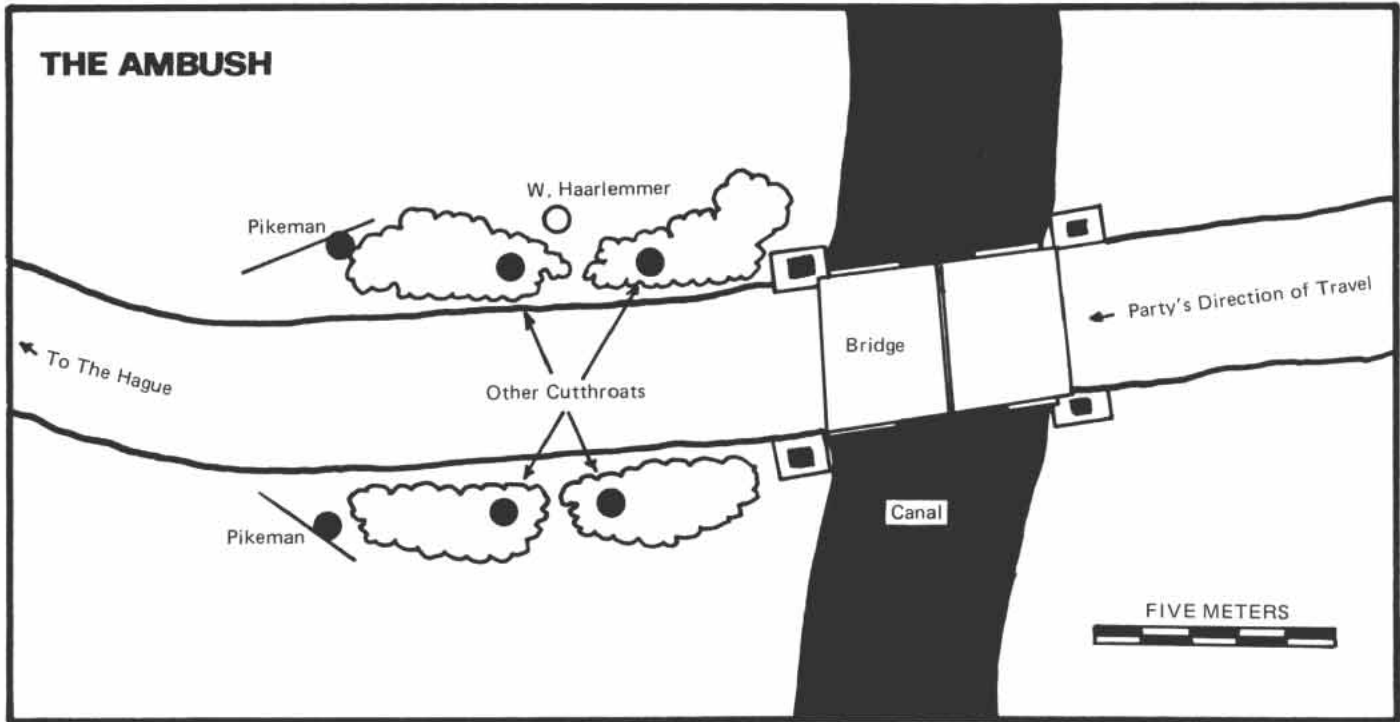 THE AMBUSH
W. Haarlemmer
Pikeman
Party's Direction of Travel
Bridge
To The Hague
Other Cutthroats
Canal
Pikeman
FIVE METERS